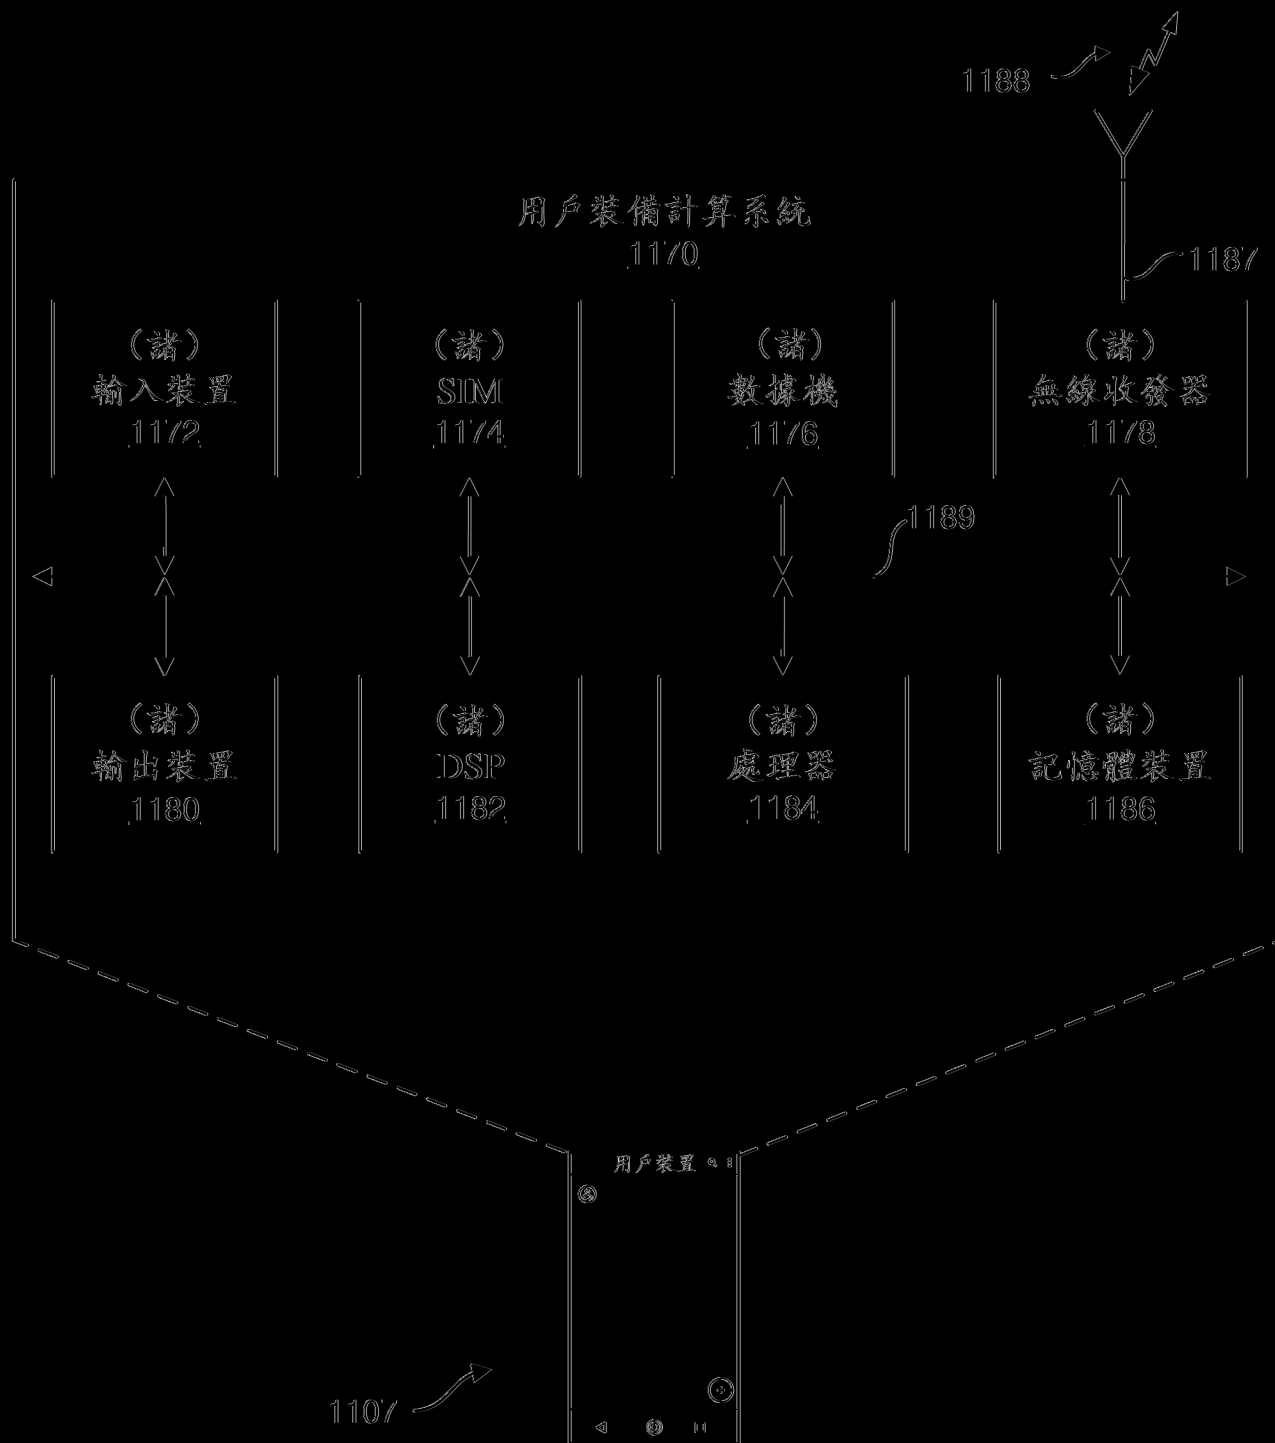 1188
用戶裝備計算系統
1170
1187
(諸)
輸入裝置
1172
(諸)
SIM
1174
(諸)
數據機
1176
(諸)
無線收發器
1178
1189
(諸)
輸出裝置
1180
(諸)
DSP
1182
(諸)
處理器
1184
(諸)
記憶體裝置
1186
用戶裝置
1107